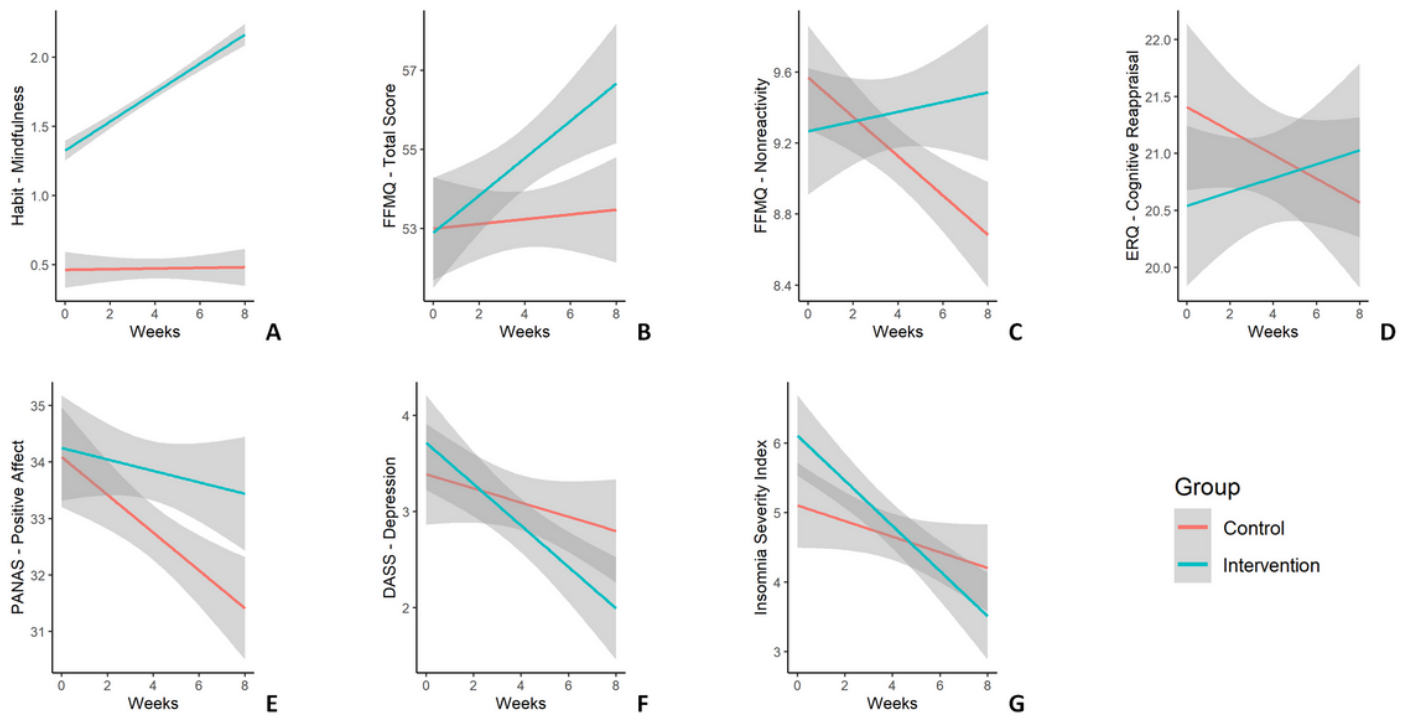 Habit - Mindfulness
2.0
1.5
1.0
0.5
0 2 4 6 8
Weeks
A
FFMQ - Total Score
57
55
53
0 2 4 6 8
Weeks
B
FFMQ - Nonreactivity
9.6
9.2
8.8
8.4
0 2 4 6 8
Weeks
C
ERQ - Cognitive Reappraisal
22.0
21.5
21.0
20.5
20.0
0 2 4 6 8
Weeks
D
PANAS - Positive Affect
35
34
33
32
31
0 2 4 6 8
Weeks
E
DASS - Depression
4
3
2
0 2 4 6 8
Weeks
F
Insomnia Severity Index
6
5
4
3
0 2 4 6 8
Weeks
G
Group
Control
Intervention